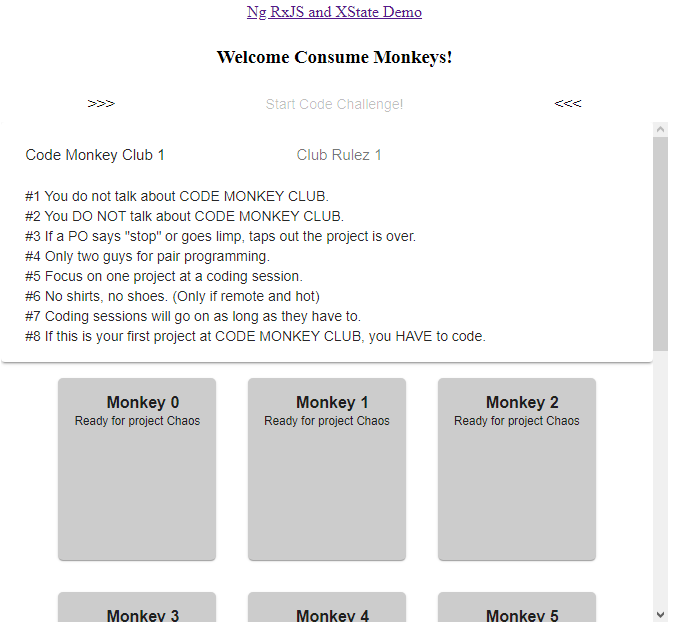 Ng RxJS and XState Demo
Welcome Consume Monkeys!
>>> Start Code Challenge! <<<
Code Monkey Club 1 Club Rulez 1
#1 You do not talk about CODE MONKEY CLUB.
#2 You DO NOT talk about CODE MONKEY CLUB.
#3 If a PO says "stop" or goes limp, taps out the project is over.
#4 Only two guys for pair programming.
#5 Focus on one project at a coding session.
#6 No shirts, no shoes. (Only if remote and hot)
#7 Coding sessions will go on as long as they have to.
#8 If this is your first project at CODE MONKEY CLUB, you HAVE to code.
Monkey 0 Monkey 1 Monkey 2
Ready for project Chaos Ready for project Chaos Ready for project Chaos
Monkey 3 Monkey 4 Monkey 5